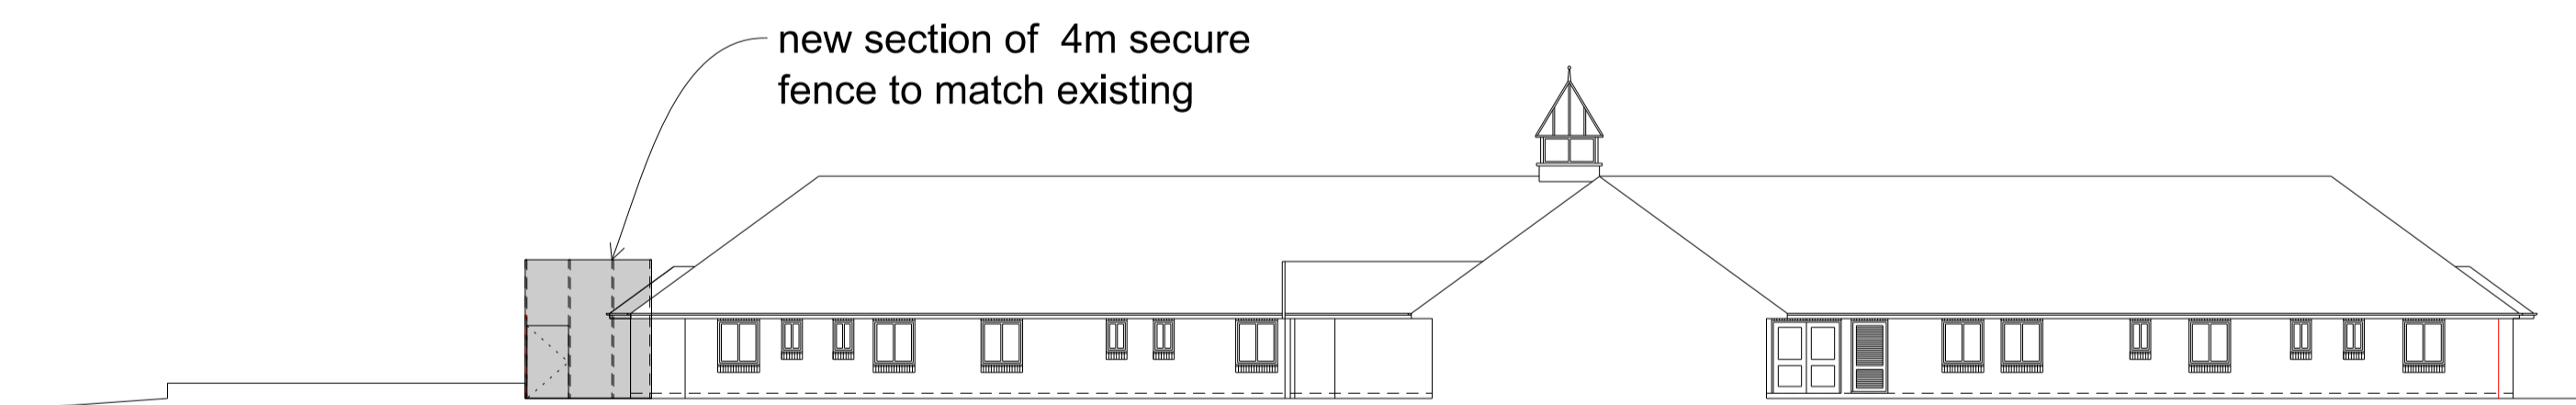 new section of  4m secure
fence to match existing